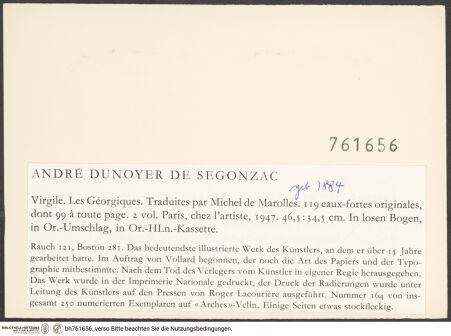 761656
ANDRÉ DUNOYER DE SEGONZAC
geb 1884
Virgile. Les Géorgiques. Traduites par Michel de Marolles. 119 eaux-fortes originales,
dont 99 à toute page. 2 vol. Paris, chez l'artiste, 1947. 46,5:34,5 cm. In losen Bogen,
in Or.-Umschlag, in Or.-HLn.-Kassette.
Rauch 121, Boston 281. Das bedeutendste illustrierte Werk des Künstlers, an dem er über 15 Jahre
gearbeitet hatte. Im Auftrag von Vollard begonnen, der noch die Art des Papiers und der Typo-
graphie mitbestimmte. Nach dem Tod des Verlegers vom Künstler in eigener Regie herausgegeben.
Das Werk wurde in der Imprimerie Nationale gedruckt, der Druck der Radierungen wurde unter
Leitung des Künstlers auf den Pressen von Roger Lacourière ausgeführt. Nummer 164 von ins-
gesamt 250 numerierten Exemplaren auf «Arches»-Velin. Einige Seiten etwas stockfleckig.
BIBLIOTHECA HERTZIANA
bh761656,verso Bitte beachten Sie die Nutzungsbedingungen.